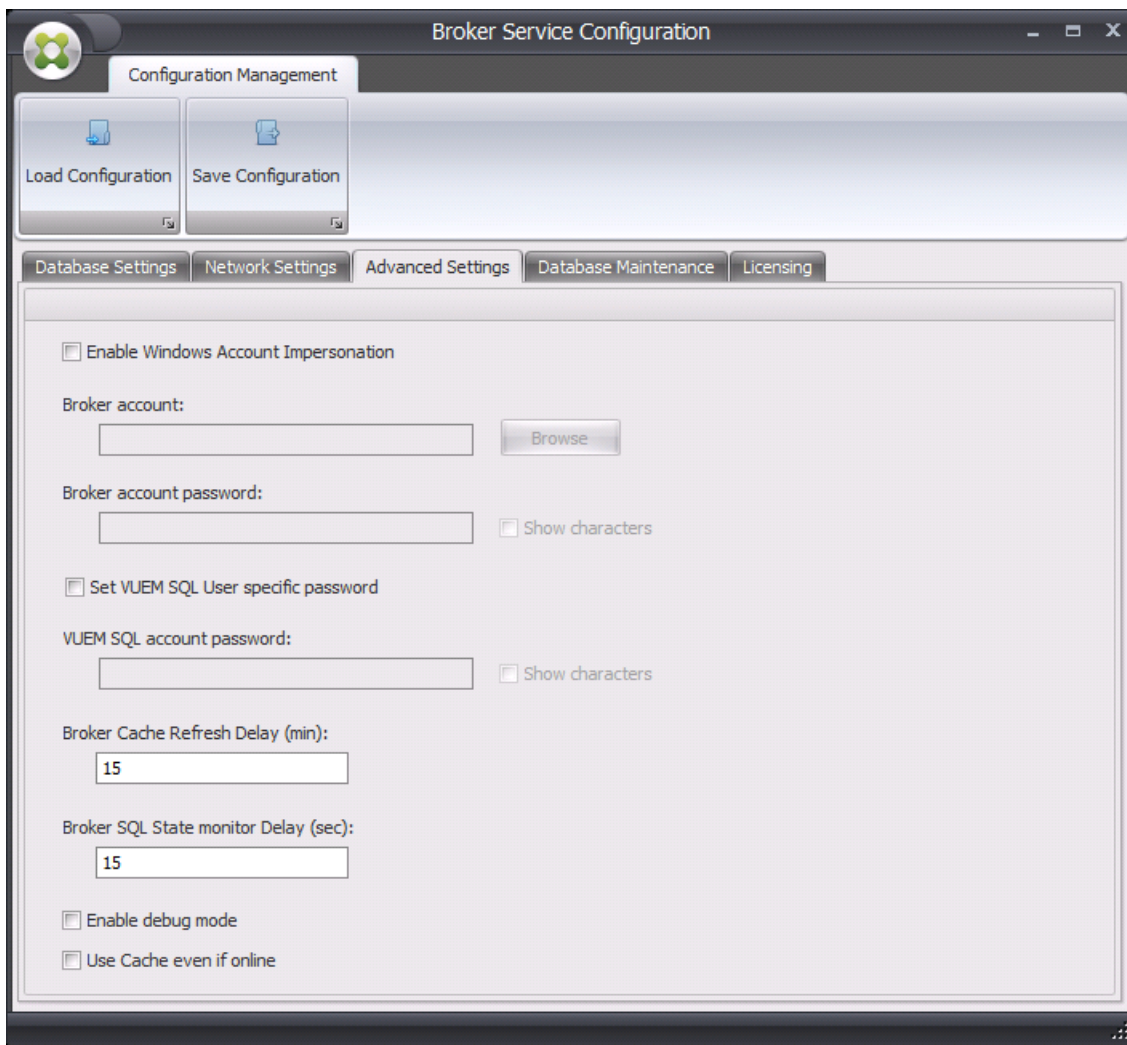 Broker Service Configuration
Configuration Management
Load Configuration Save Configuration
Database Settings Network Settings Advanced Settings Database Maintenance Licensing
Enable Windows Account Impersonation
Broker account:
Browse
Broker account password:
Show characters
Set VUEM SQL User specific password
VUEM SQL account password:
Show characters
Broker Cache Refresh Delay (min):
15
Broker SQL State monitor Delay (sec):
15
Enable debug mode
Use Cache even if online